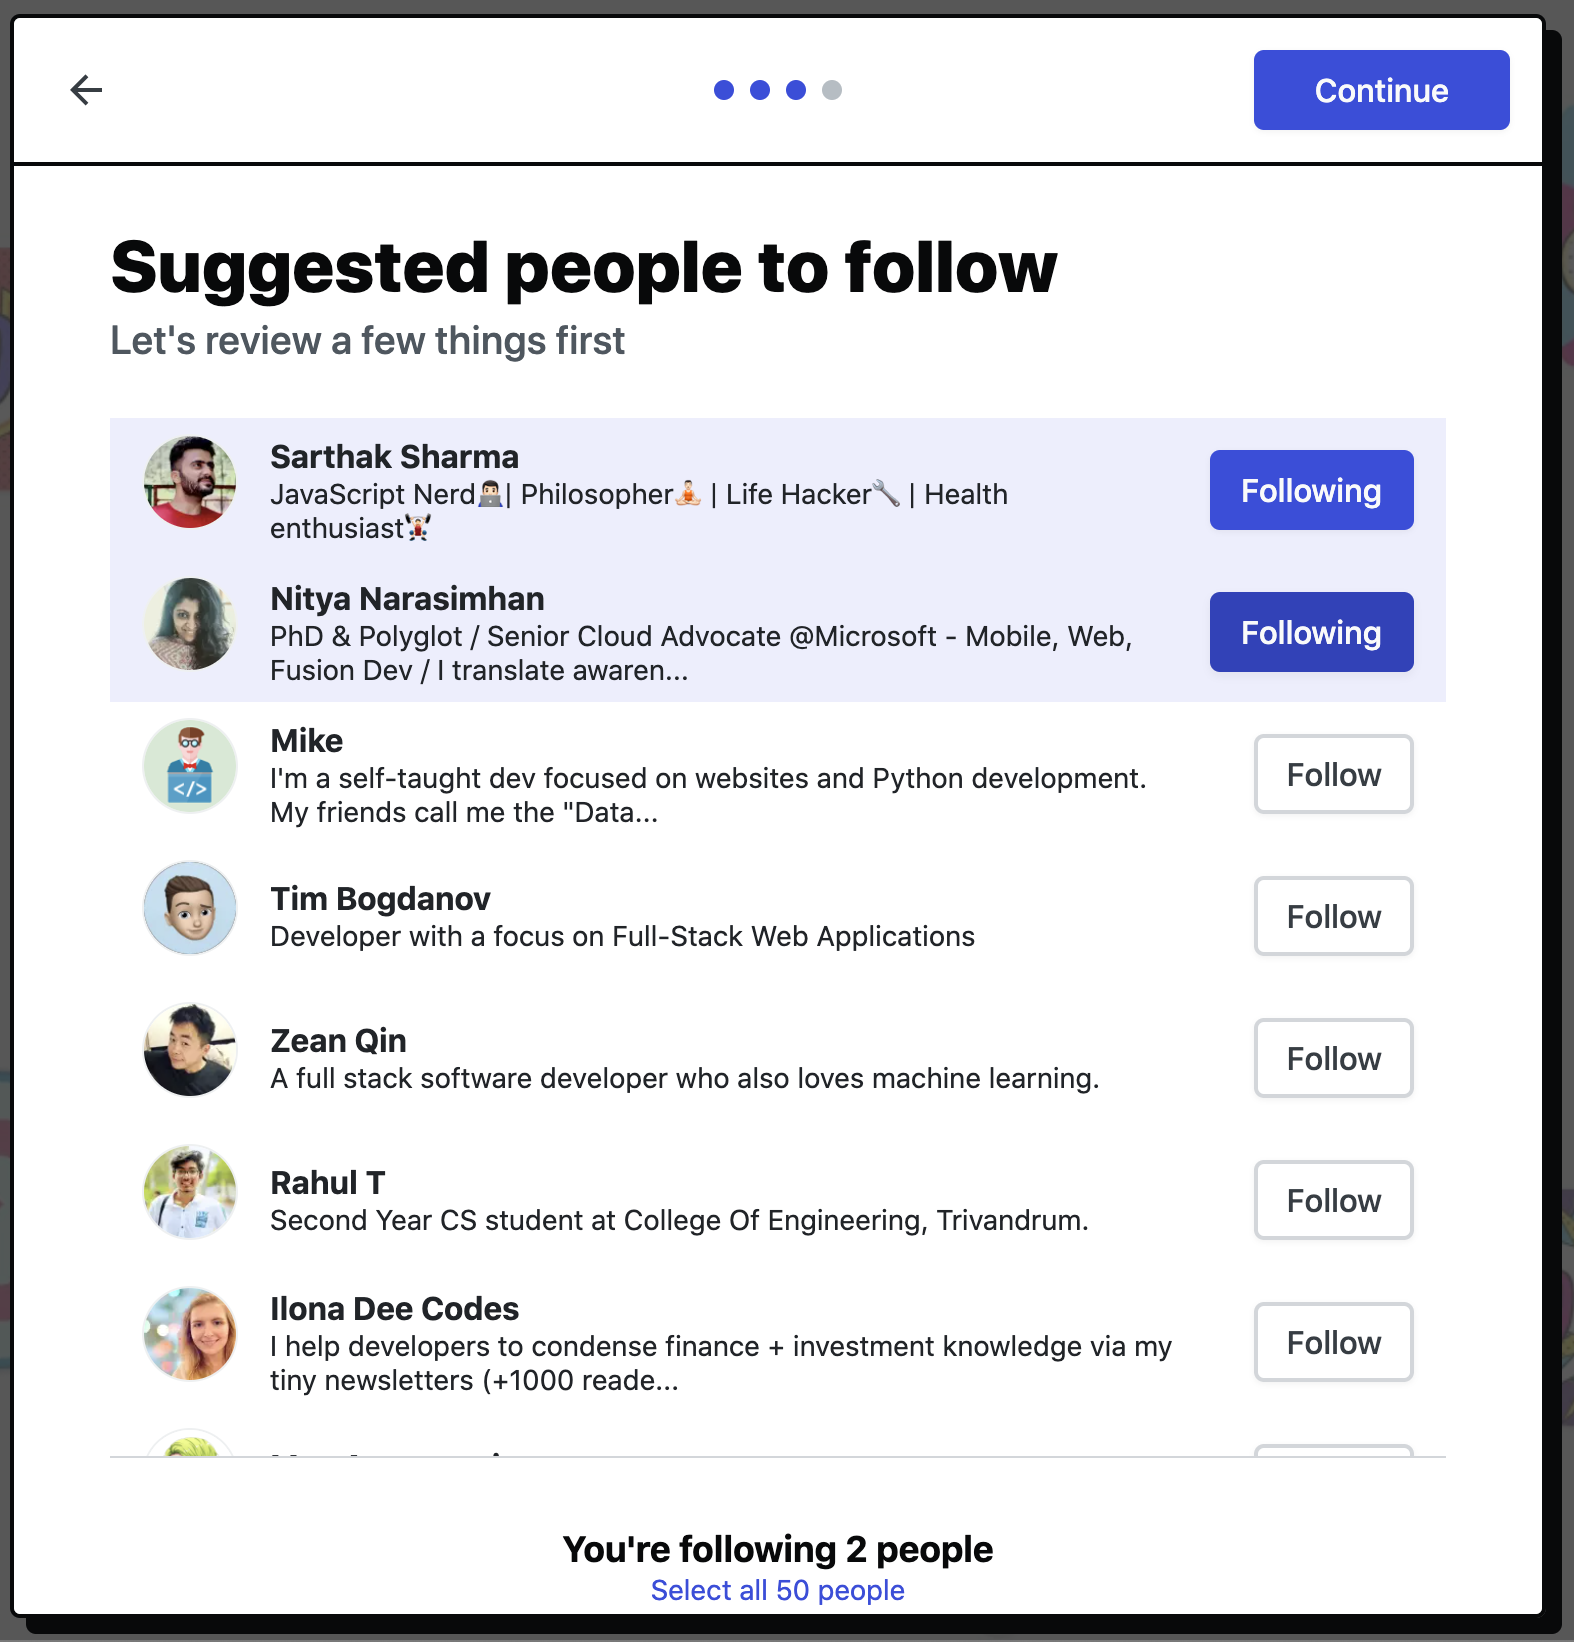 Continue
Suggested people to follow
Let's review a few things first
Sarthak Sharma
JavaScript Nerd👨🏻‍💻| Philosopher🧘🏻‍♂️ | Life Hacker🔧 | Health
enthusiast🏋🏻‍♂️
Following
Nitya Narasimhan
PhD & Polyglot / Senior Cloud Advocate @Microsoft - Mobile, Web,
Fusion Dev / I translate awaren...
Following
Mike
I'm a self-taught dev focused on websites and Python development.
My friends call me the "Data...
Follow
Tim Bogdanov
Developer with a focus on Full-Stack Web Applications
Follow
Zean Qin
A full stack software developer who also loves machine learning.
Follow
Rahul T
Second Year CS student at College Of Engineering, Trivandrum.
Follow
Ilona Dee Codes
I help developers to condense finance + investment knowledge via my
tiny newsletters (+1000 reade...
Follow
You're following 2 people
Select all 50 people